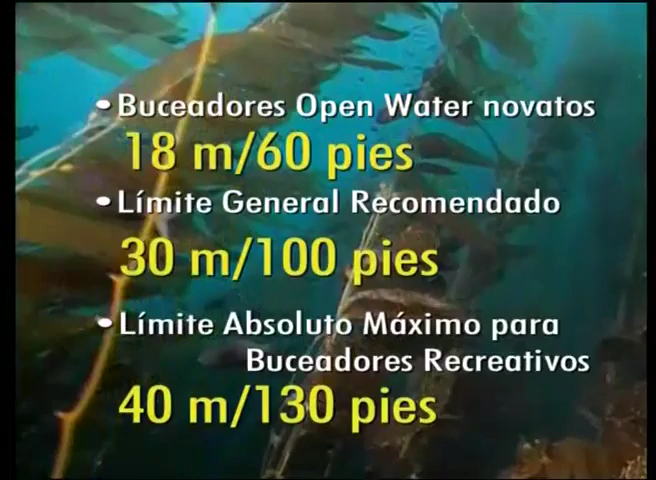 • Buceadores Open Water novatos
18 m/60 pies
• Límite General Recomendado
30 m/100 pies
• Límite Absoluto Máximo para
Buceadores Recreativos
40 m/130 pies